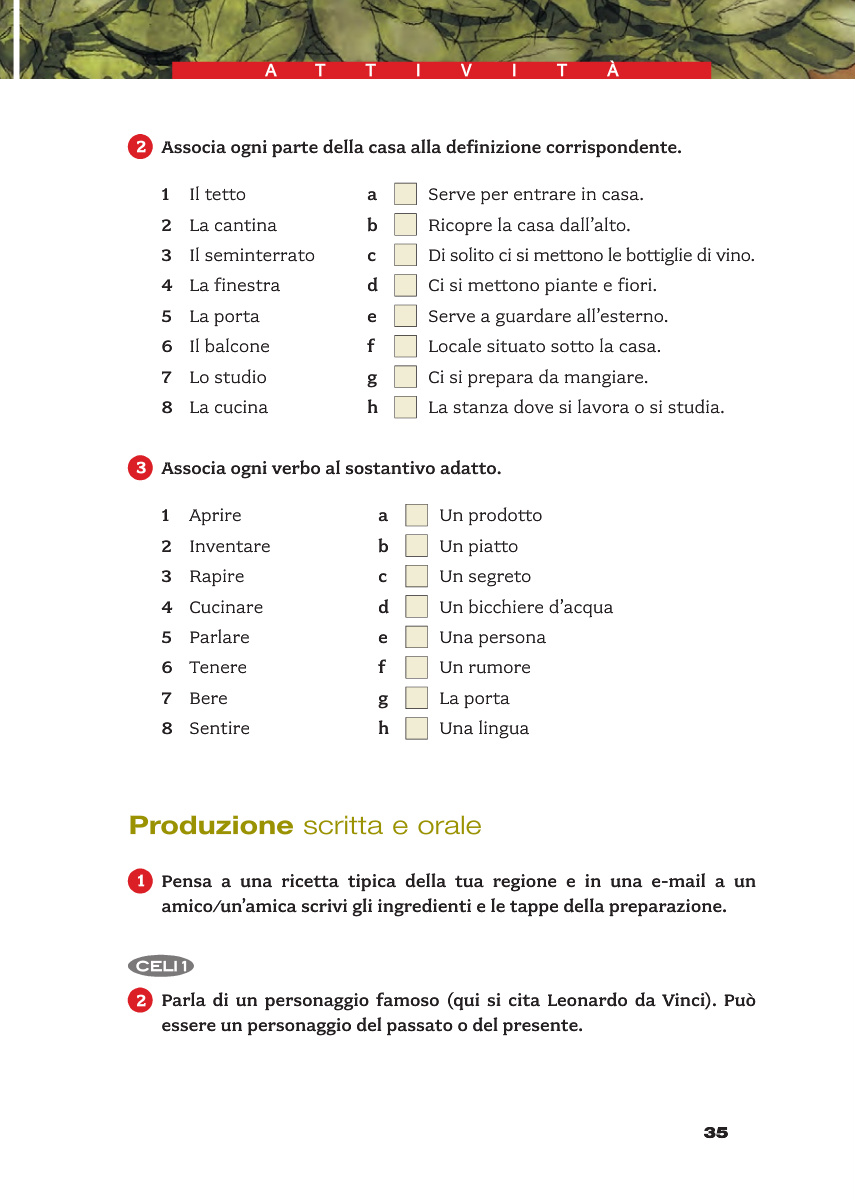 ATTIVITÀ
2 Associa ogni parte della casa alla definizione corrispondente.
1 Il tetto a Serve per entrare in casa.
2 La cantina b Ricopre la casa dall’alto.
3 Il seminterrato c Di solito ci si mettono le bottiglie di vino.
4 La finestra d Ci si mettono piante e fiori.
5 La porta e Serve a guardare all’esterno.
6 Il balcone f Locale situato sotto la casa.
7 Lo studio g Ci si prepara da mangiare.
8 La cucina h La stanza dove si lavora o si studia.
3 Associa ogni verbo al sostantivo adatto.
1 Aprire a Un prodotto
2 Inventare b Un piatto
3 Rapire c Un segreto
4 Cucinare d Un bicchiere d’acqua
5 Parlare e Una persona
6 Tenere f Un rumore
7 Bere g La porta
8 Sentire h Una lingua
Produzione scritta e orale
1 Pensa a una ricetta tipica della tua regione e in una e-mail a un
amico/un’amica scrivi gli ingredienti e le tappe della preparazione.
CELI 1
2 Parla di un personaggio famoso (qui si cita Leonardo da Vinci). Può
essere un personaggio del passato o del presente.
35